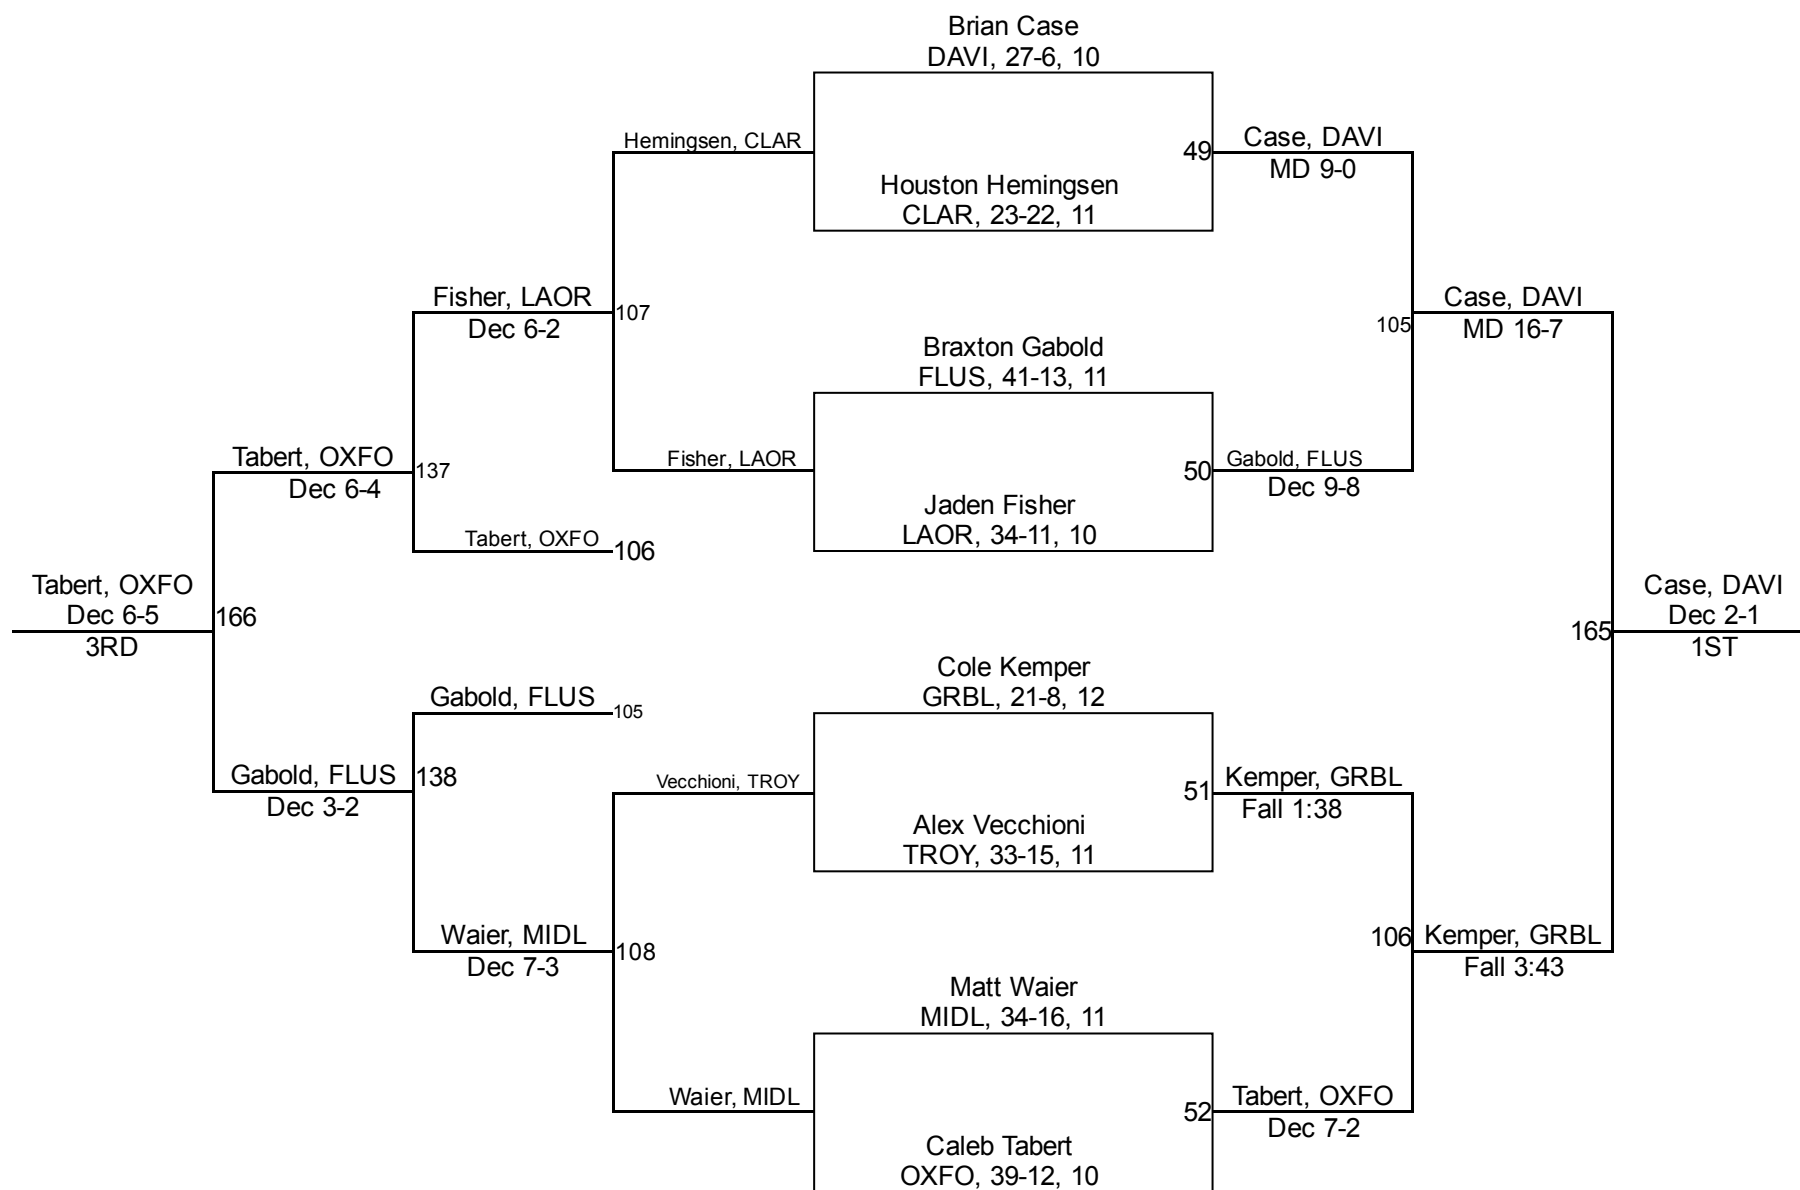 Brian Case
DAVI, 27-6, 10
Hemingsen, CLAR
49
Case, DAVI
MD 9-0
Houston Hemingsen
CLAR, 23-22, 11
Fisher, LAOR
Dec 6-2
107
105
Case, DAVI
MD 16-7
Braxton Gabold
FLUS, 41-13, 11
Tabert, OXFO
Dec 6-4
137
Fisher, LAOR
50
Gabold, FLUS
Dec 9-8
Jaden Fisher
LAOR, 34-11, 10
Tabert, OXFO
106
Tabert, OXFO
Dec 6-5
3RD
166
165
Case, DAVI
Dec 2-1
1ST
Cole Kemper
GRBL, 21-8, 12
Gabold, FLUS
105
Gabold, FLUS
Dec 3-2
138
Vecchioni, TROY
51
Kemper, GRBL
Fall 1:38
Alex Vecchioni
TROY, 33-15, 11
Waier, MIDL
Dec 7-3
108
106
Kemper, GRBL
Fall 3:43
Matt Waier
MIDL, 34-16, 11
Waier, MIDL
52
Tabert, OXFO
Dec 7-2
Caleb Tabert
OXFO, 39-12, 10